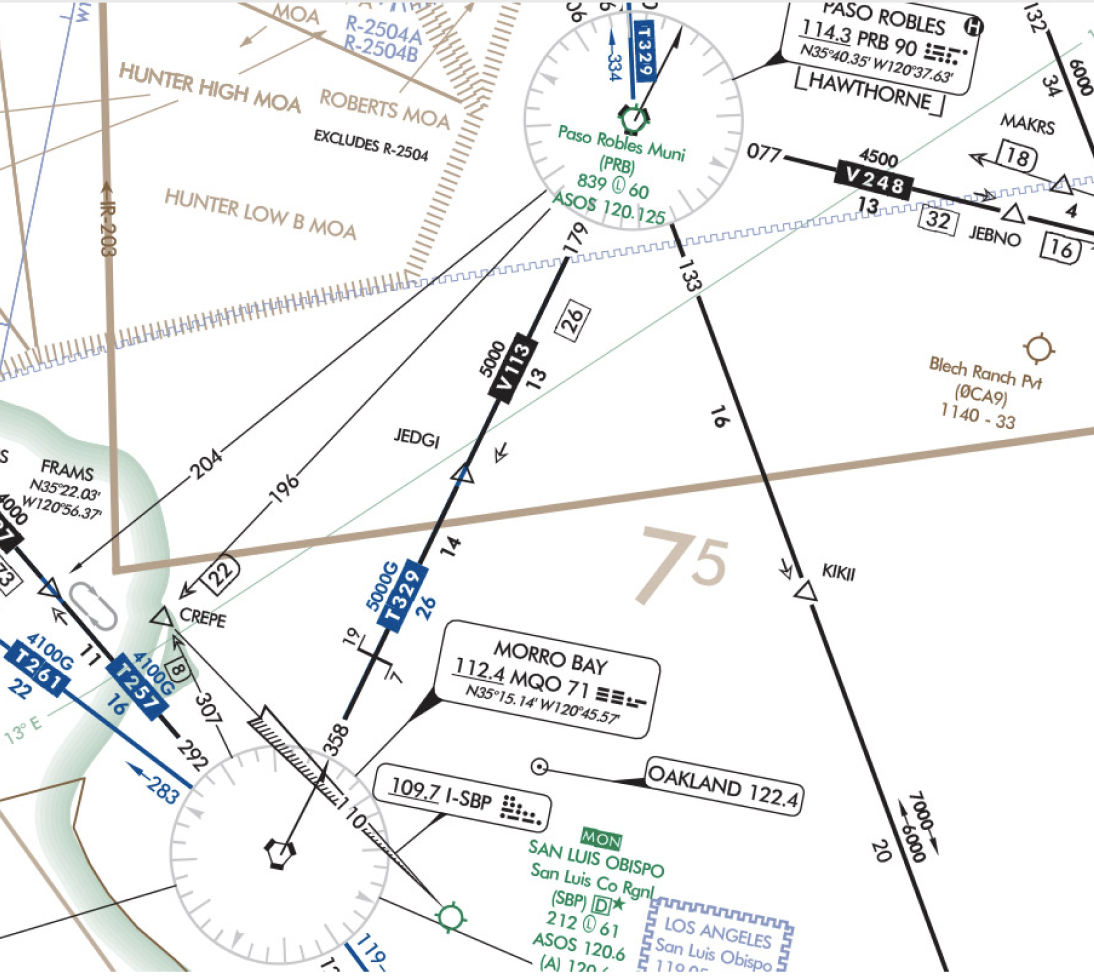 MOA
R-2504A
R-2504B
HUNTER HIGH MOA
ROBERTS MOA
EXCLUDES R-2504
HUNTER LOW B MOA
IR-203
334
T329
PASO ROBLES
114.3 PRB 90
N35°40.35' W120°37.63'
HAWTHORNE
H
132
34
6000
MAKRS
18
4
Paso Robles Muni
(PRB)
839 Ⓛ 60
ASOS 120.125
077
4500
V248
13
32
JEBNO
16
179
133
26
5000
V113
13
16
Blech Ranch Pvt
(ØCA9)
1140 - 33
JEDGI
204
196
FRAMS
N35°22.03'
W120°56.37'
4000
73
22
CREPE
14
75
KIKII
5000G
T329
26
19
7
MORRO BAY
112.4 MQO 71
N35°15.14' W120°45.57'
4100G
T261
22
11
4100G
T257
16
8
307
13° E
292
283
358
109.7 I-SBP
110
OAKLAND 122.4
7000
6000
20
MON
SAN LUIS OBISPO
San Luis Co Rgnl
(SBP) D★
212 Ⓛ 61
ASOS 120.6
LOS ANGELES
San Luis Obispo
119